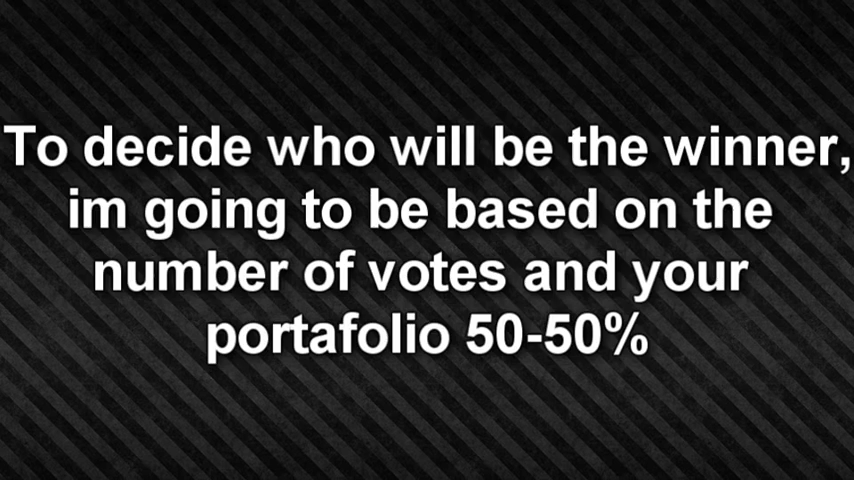 To decide who will be the winner,
im going to be based on the
number of votes and your
portafolio 50-50%